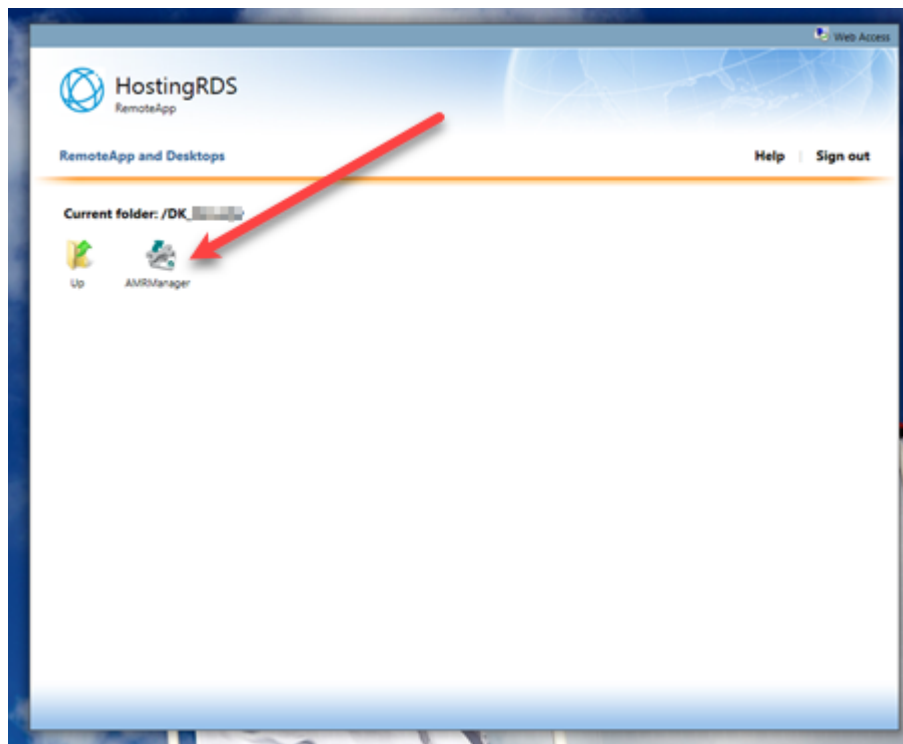 Web Access
HostingRDS
RemoteApp
RemoteApp and Desktops
Help | Sign out
Current folder: /DK_
Up
AMRManager